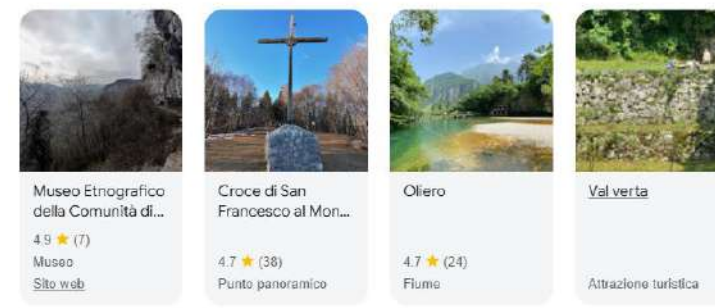 Museo Etnografico
della Comunità di...
4.9 ★ (7)
Museo
Sito web
Croce di San
Francesco al Mon...
4.7 ★ (38)
Punto panoramico
Oliero
4.7 ★ (24)
Fiume
Val verta
Attrazione turistica